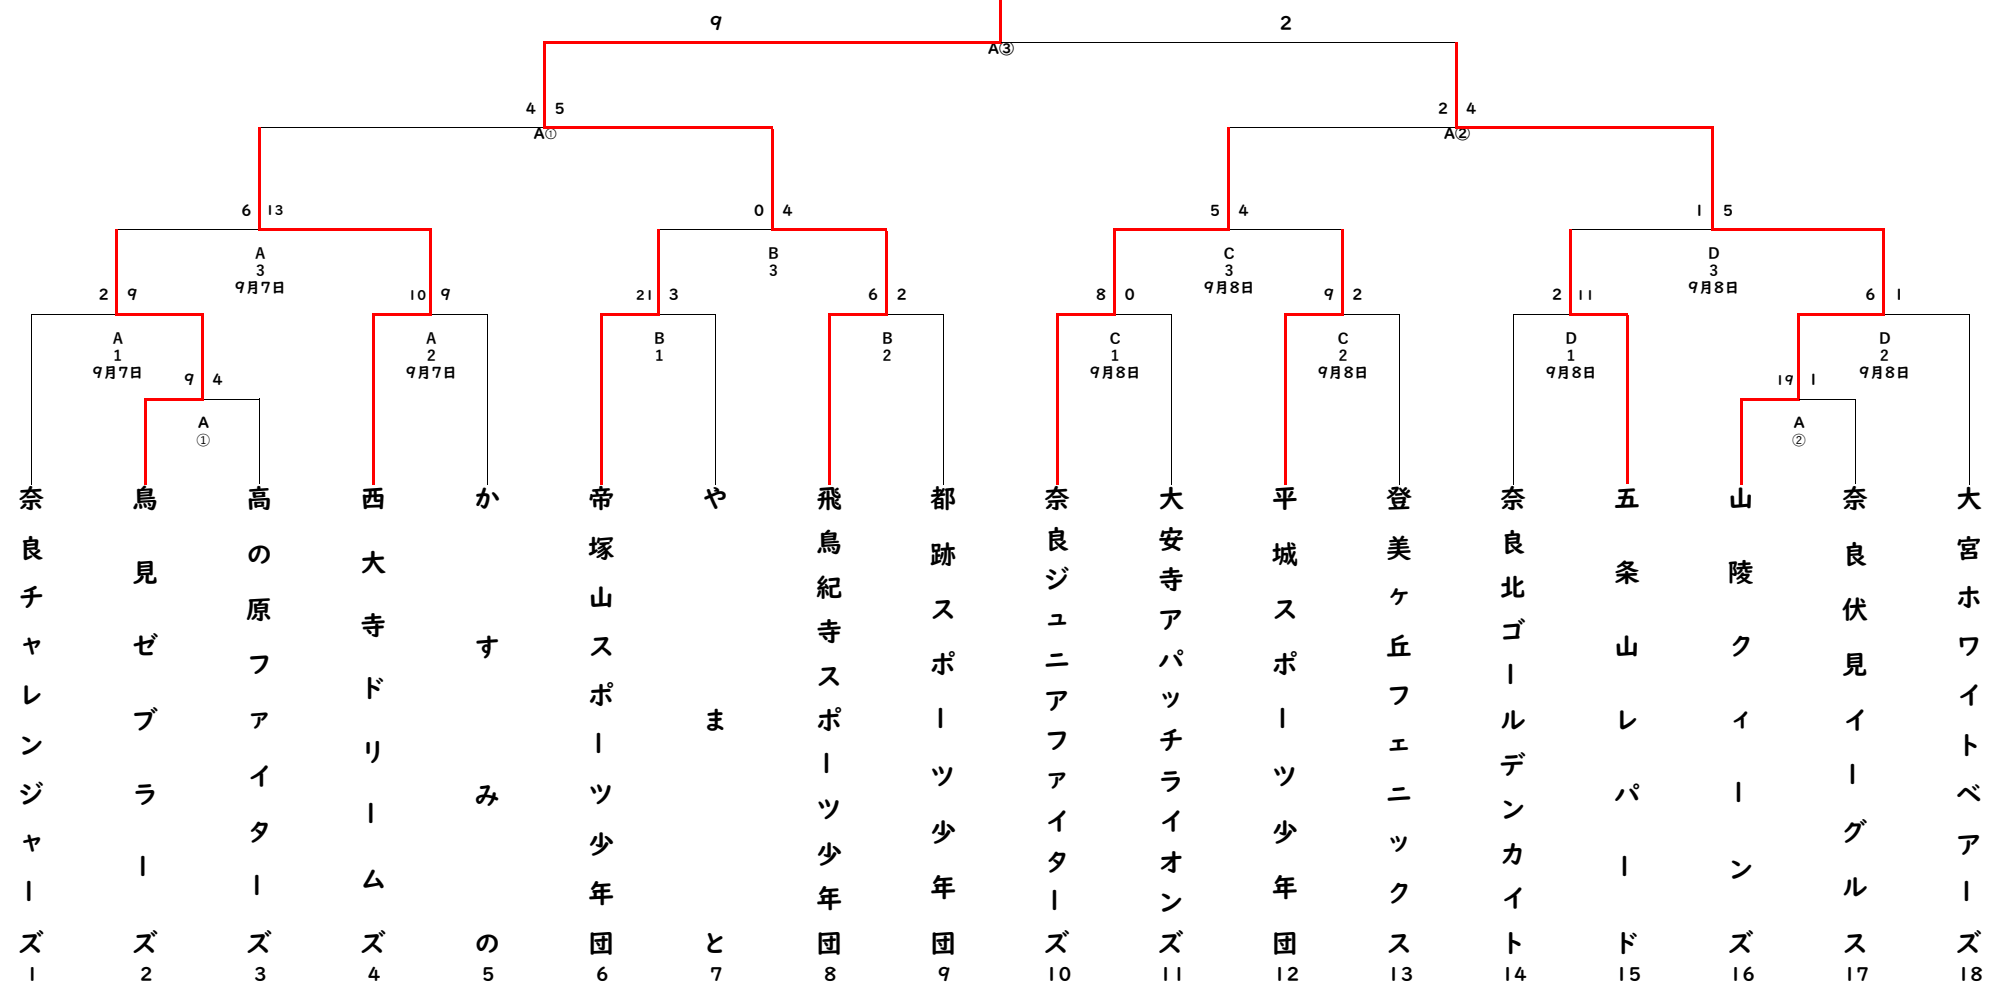 9 2
A③
4 5 2 4
A① A②
6 13 0 4 5 4 1 5
A B C D
3 3 3 3
9月7日 9月8日 9月8日
2 9 10 9 21 3 6 2 8 0 9 2 2 11 6 1
A A B B C C D D
1 2 1 2 1 2 1 2
9月7日 9月7日 9月8日 9月8日 9月8日 9月8日
9 4 19 1
A A
① ②
奈良チャレンジャーズ
1
鳥見ゼブラーズ
2
高の原ファイターズ
3
西大寺ドリームズ
4
かすみの
5
帝塚山スポーツ少年団
6
やまと
7
飛鳥紀寺スポーツ少年団
8
都跡スポーツ少年団
9
奈良ジュニアファイターズ
10
大安寺アパッチライオンズ
11
平城スポーツ少年団
12
登美ヶ丘フェニックス
13
奈良北ゴールデンカイト
14
五条山レパード
15
山陵クィーンズ
16
奈良伏見イーグルス
17
大宮ホワイトベアーズ
18